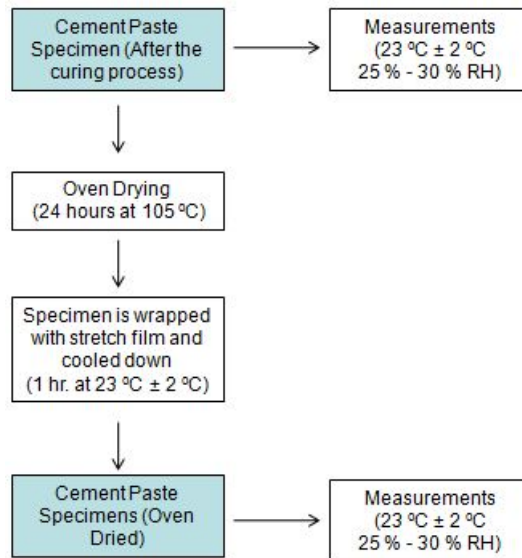 Cement Paste
Specimen (After the
curing process)
Measurements
(23 ºC ± 2 ºC
25 % - 30 % RH)
Oven Drying
(24 hours at 105 ºC)
Specimen is wrapped
with stretch film and
cooled down
(1 hr. at 23 ºC ± 2 ºC)
Cement Paste
Specimens (Oven
Dried)
Measurements
(23 ºC ± 2 ºC
25 % - 30 % RH)